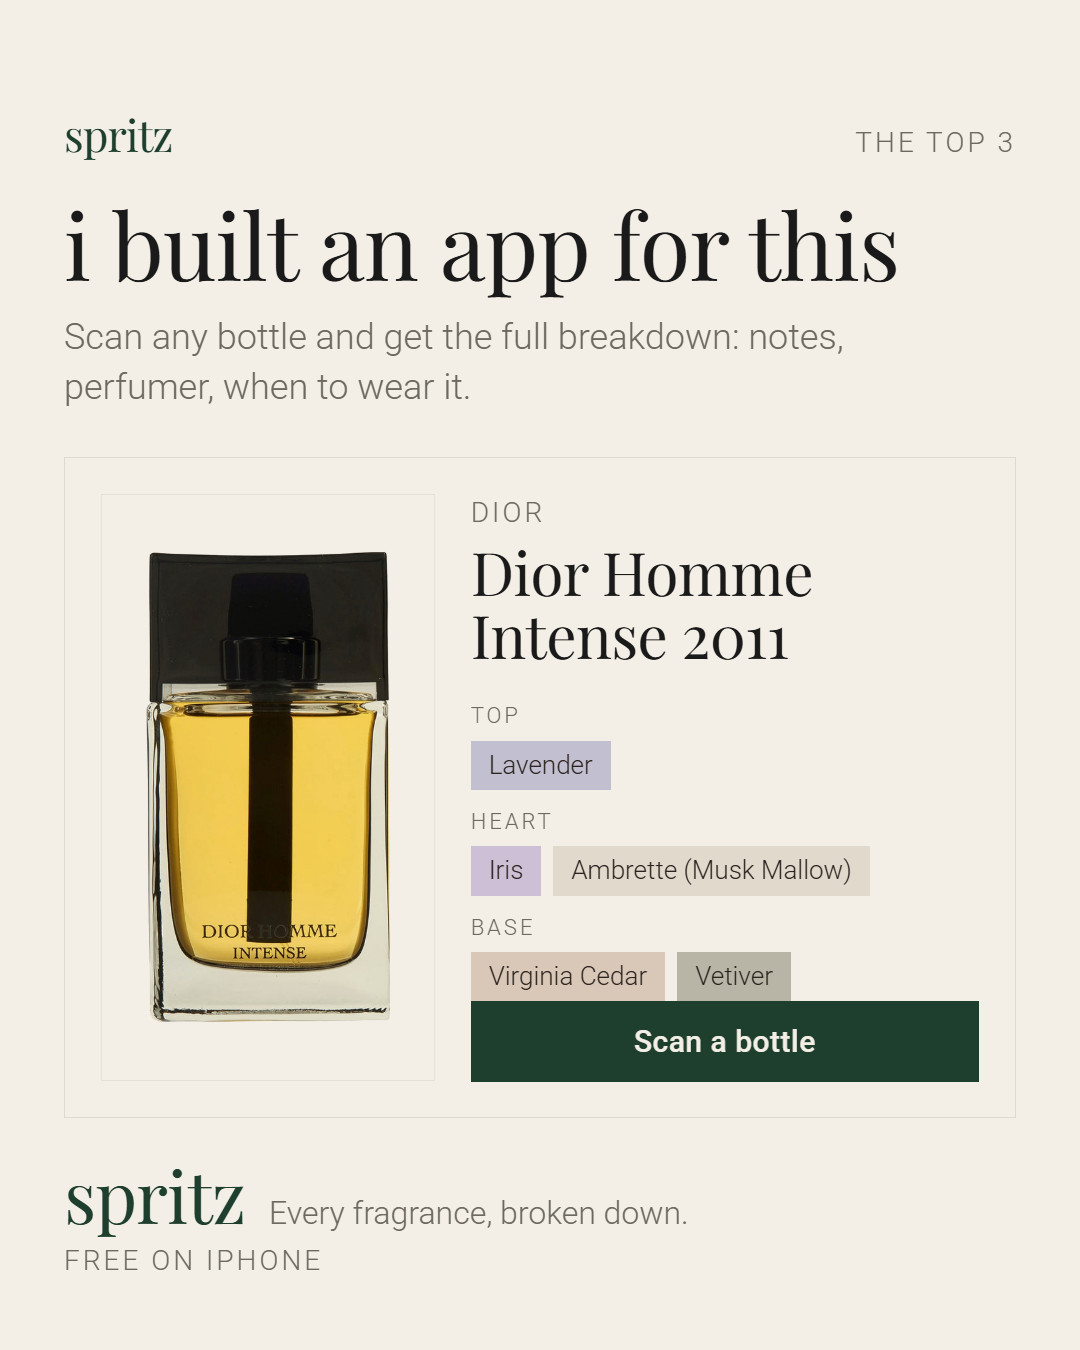 spritz
THE TOP 3
i built an app for this
Scan any bottle and get the full breakdown: notes,
perfumer, when to wear it.
DIOR
Dior Homme
Intense 2011
TOP
Lavender
HEART
Iris
Ambrette (Musk Mallow)
BASE
Virginia Cedar
Vetiver
Scan a bottle
DIOR HOMME
INTENSE
spritz
Every fragrance, broken down.
FREE ON IPHONE